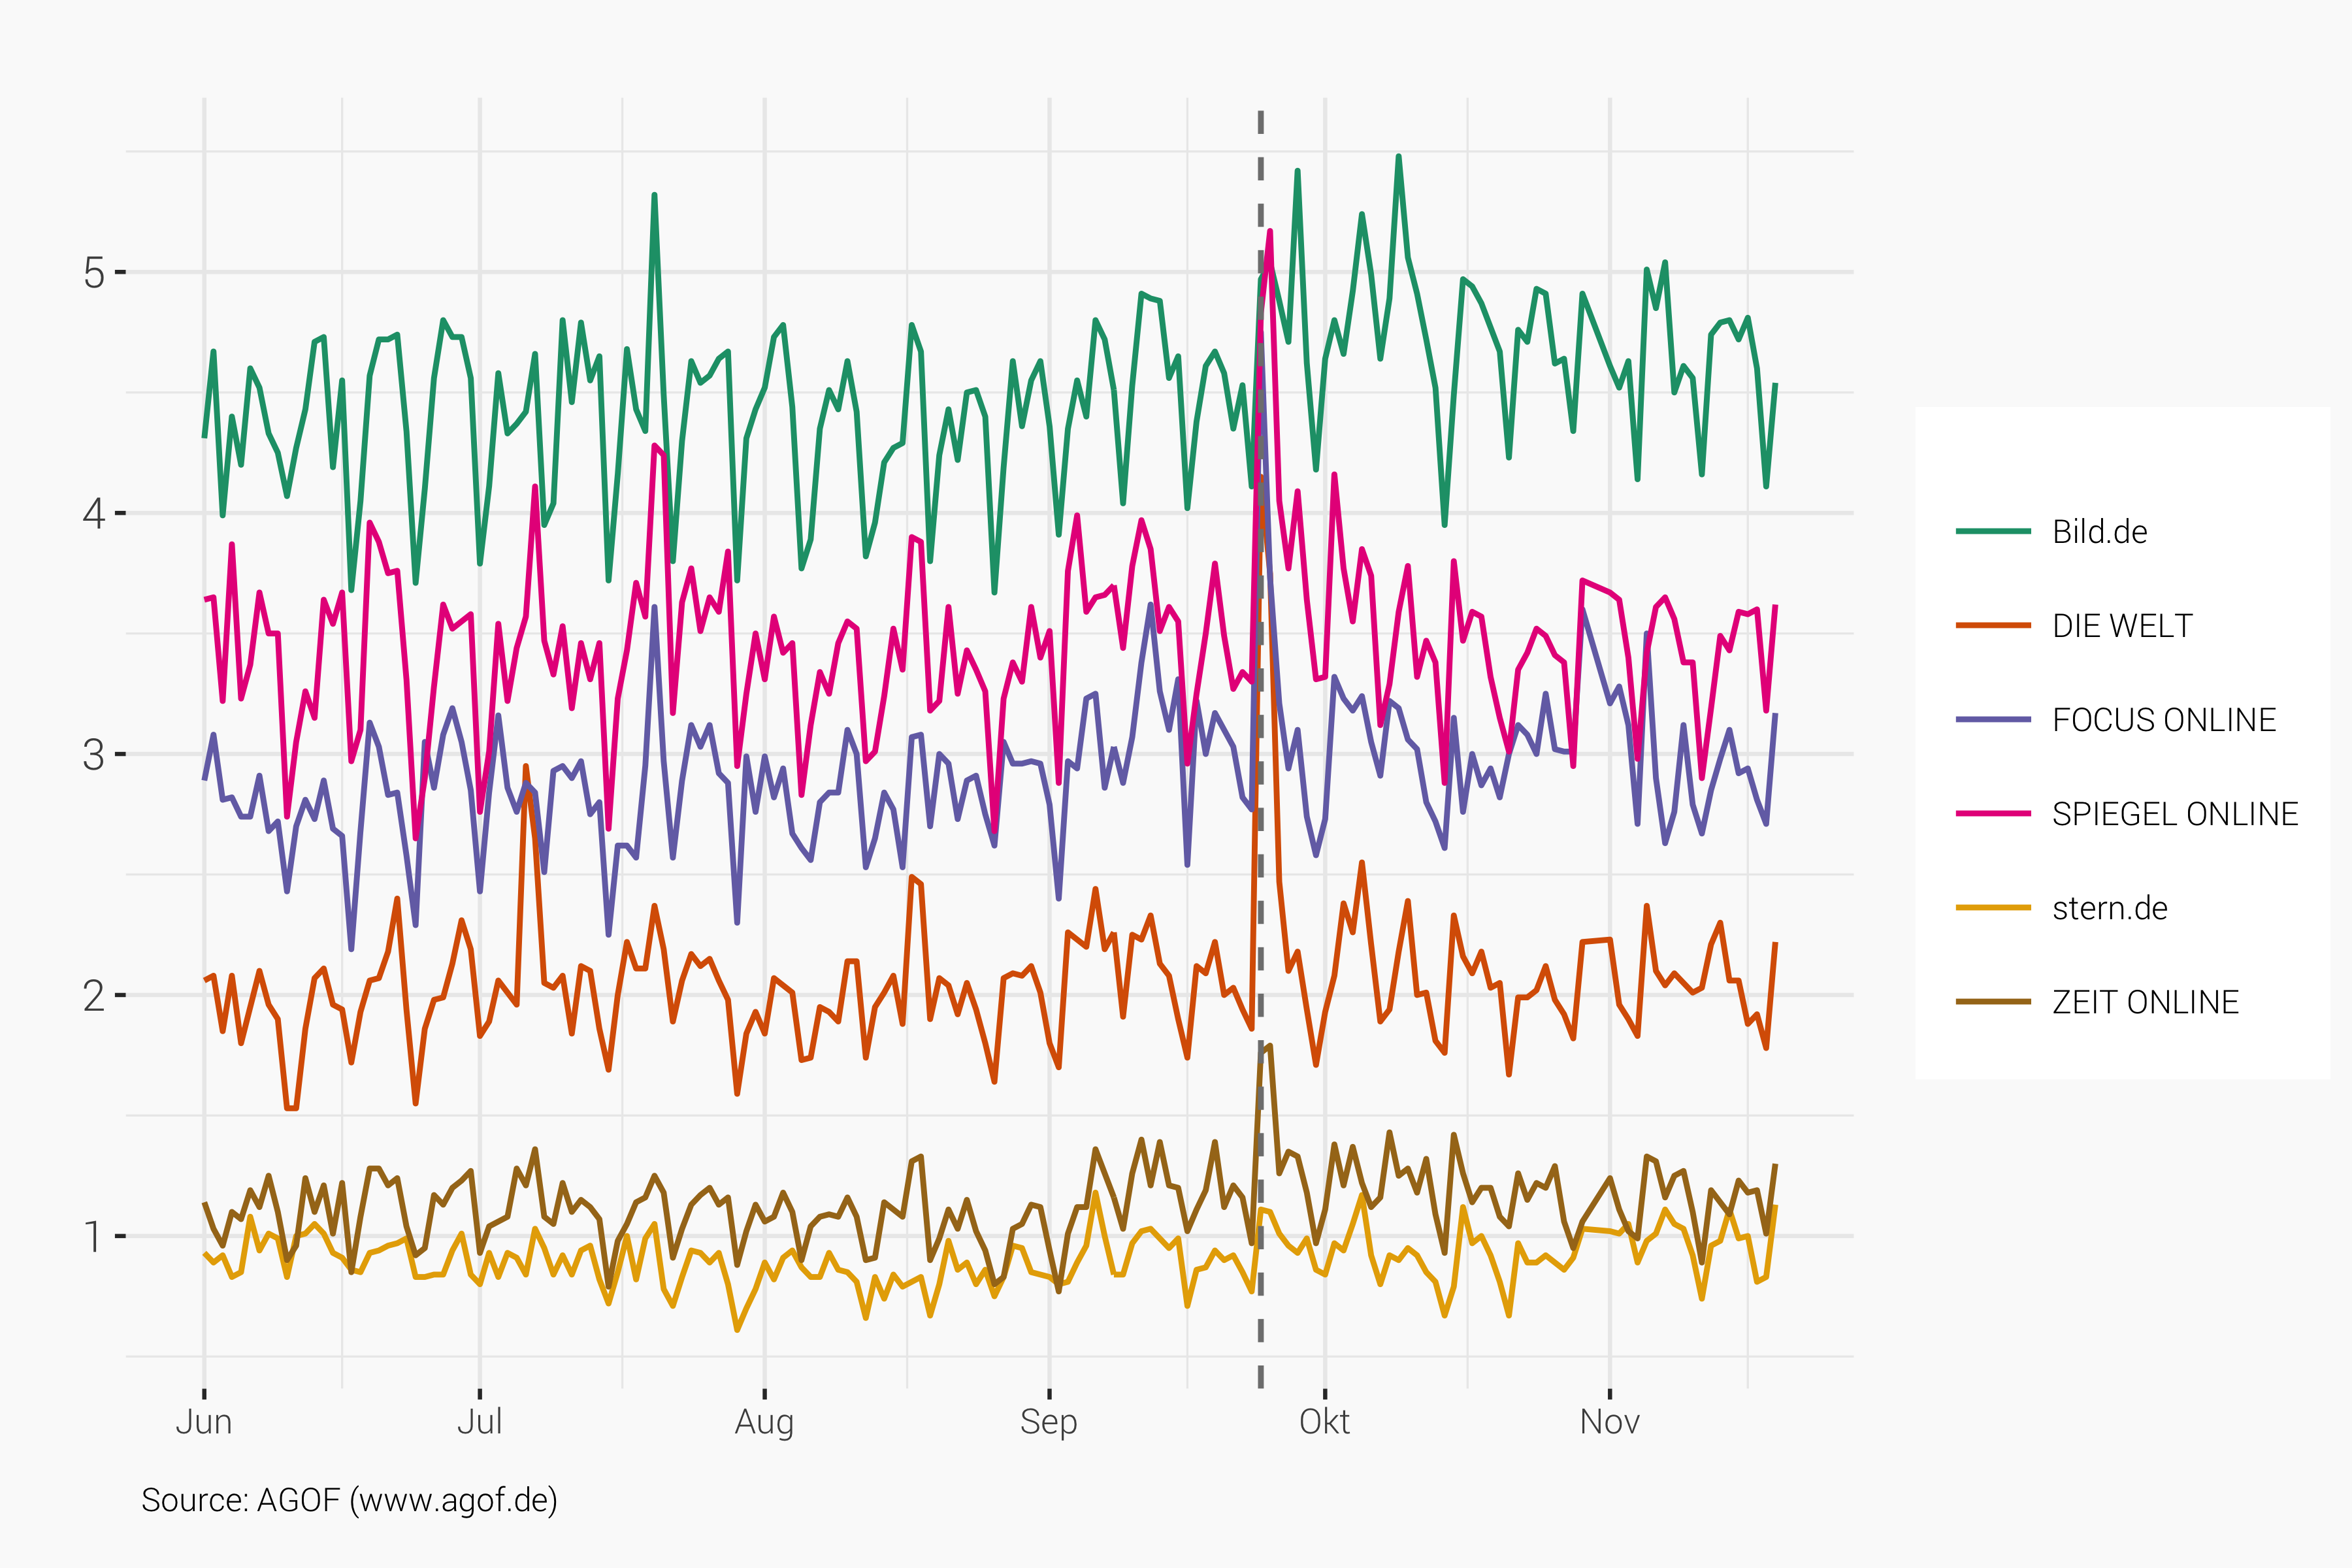 5
4
3
2
1
Jun Jul Aug Sep Okt Nov
Bild.de
DIE WELT
FOCUS ONLINE
SPIEGEL ONLINE
stern.de
ZEIT ONLINE
Source: AGOF (www.agof.de)